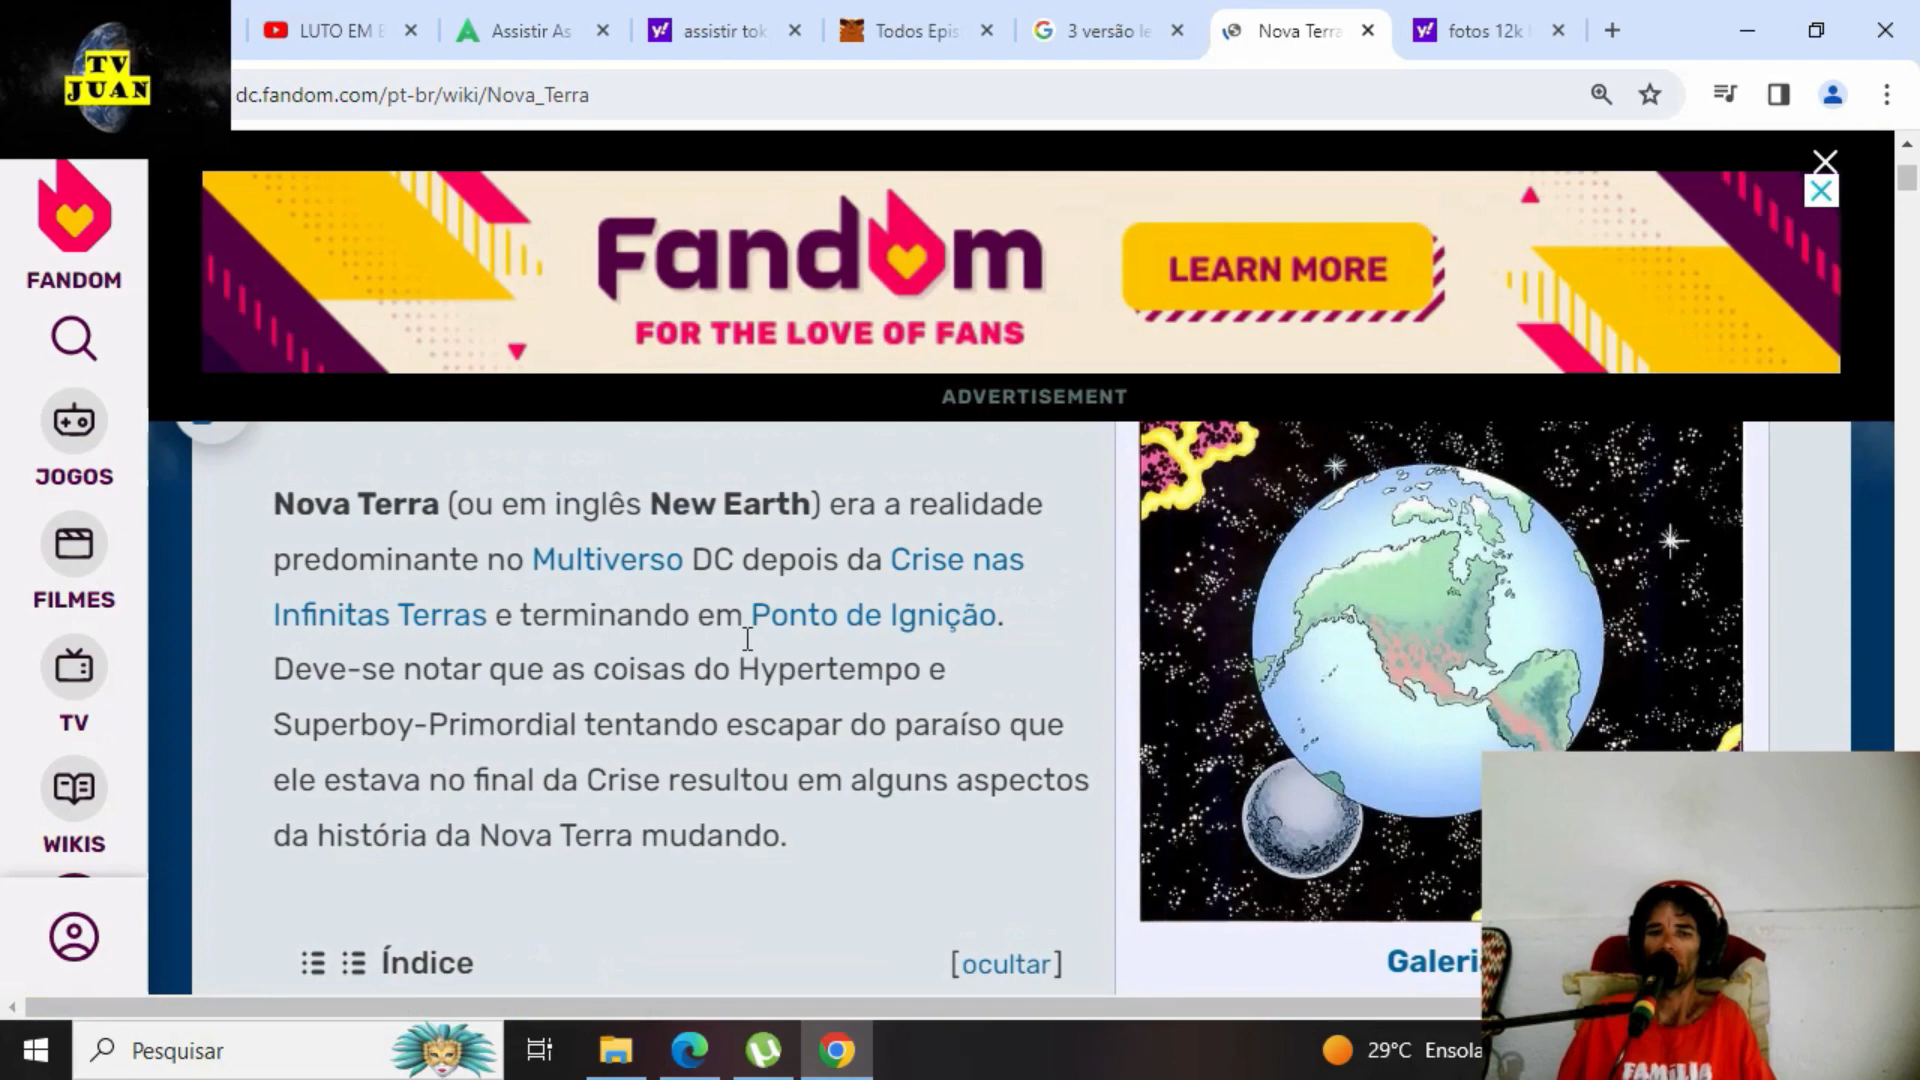 TV
JUAN
LUTO EM
Assistir As
assistir tok
Todos Epis
3 versão le
Nova Terra
fotos 12k
dc.fandom.com/pt-br/wiki/Nova_Terra
FANDOM
JOGOS
FILMES
TV
WIKIS
Fandom
FOR THE LOVE OF FANS
LEARN MORE
ADVERTISEMENT
Nova Terra (ou em inglês New Earth) era a realidade
predominante no Multiverso DC depois da Crise nas
Infinitas Terras e terminando em Ponto de Ignição.
Deve-se notar que as coisas do Hypertempo e
Superboy-Primordial tentando escapar do paraíso que
ele estava no final da Crise resultou em alguns aspectos
da história da Nova Terra mudando.
Índice
[ocultar]
Galeri
FAMÍLIA
Pesquisar
29°C Ensola